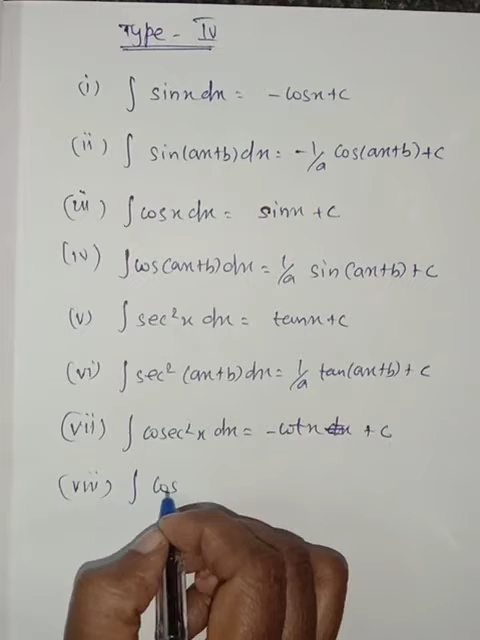 Type - IV
(i) ∫ sinx dx = -cosx+c
(ii) ∫ sin(ax+b)dx = -1/a cos(ax+b)+c
(iii) ∫ cosx dx = sinx +c
(iv) ∫ cos(ax+b)dx = 1/a sin(ax+b)+c
(v) ∫ sec²x dx = tanx+c
(vi) ∫ sec² (ax+b)dx = 1/a tan(ax+b)+c
(vii) ∫ cosec²x dx = -cotx dx +c
(viii) ∫ cos